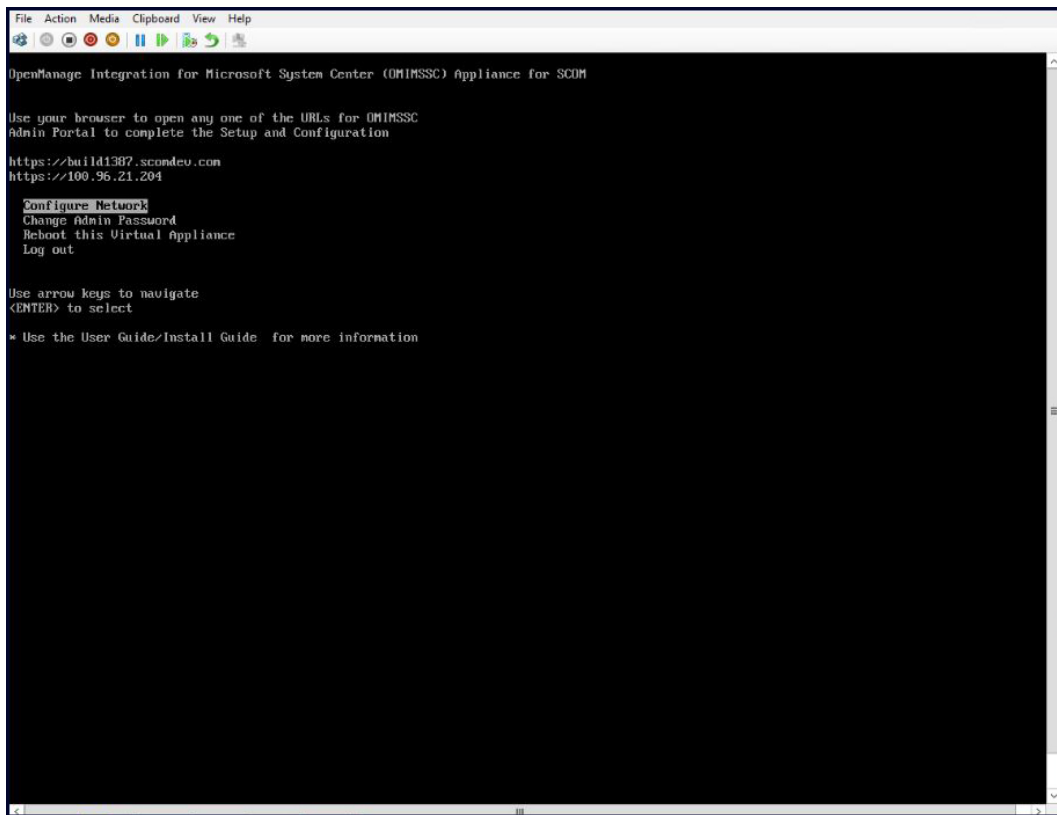 File Action Media Clipboard View Help
OpenManage Integration for Microsoft System Center (OMIMSSC) Appliance for SCOM
Use your browser to open any one of the URLs for OMIMSSC
Admin Portal to complete the Setup and Configuration
https://build1387.scomdev.com
https://100.96.21.204
Configure Network
Change Admin Password
Reboot this Virtual Appliance
Log out
Use arrow keys to navigate
<ENTER> to select
* Use the User Guide/Install Guide  for more information